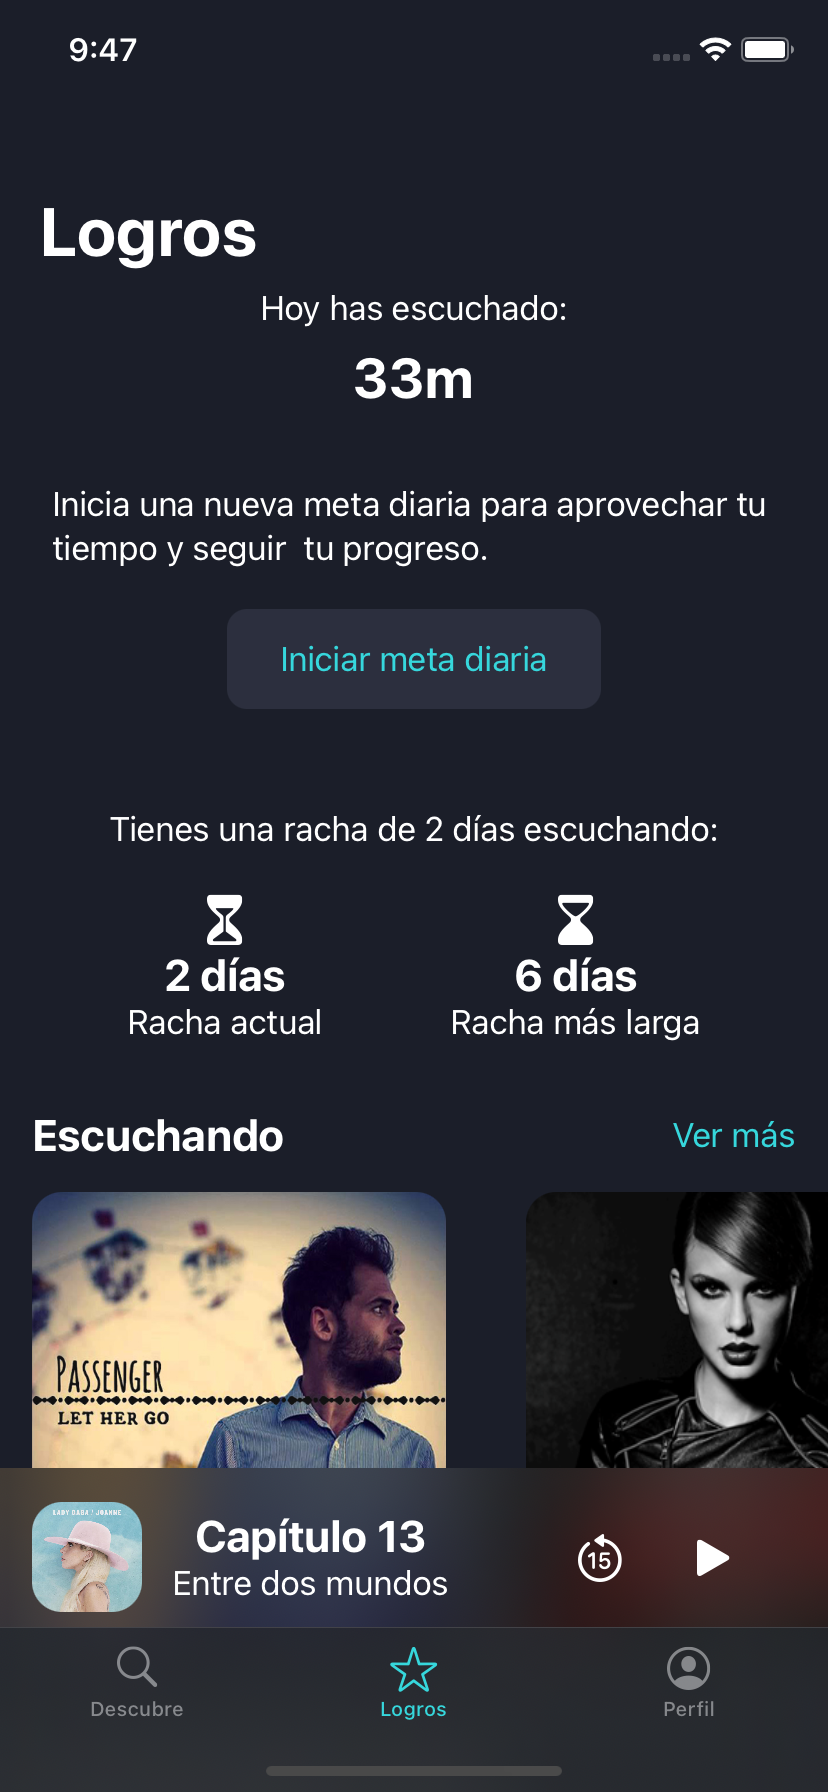 9:47
Logros
Hoy has escuchado:
33m
Inicia una nueva meta diaria para aprovechar tu
tiempo y seguir  tu progreso.
Iniciar meta diaria
Tienes una racha de 2 días escuchando:
2 días
Racha actual
6 días
Racha más larga
Escuchando
Ver más
PASSENGER
LET HER GO
LADY GAGA / JOANNE
Capítulo 13
Entre dos mundos
15
Descubre
Logros
Perfil